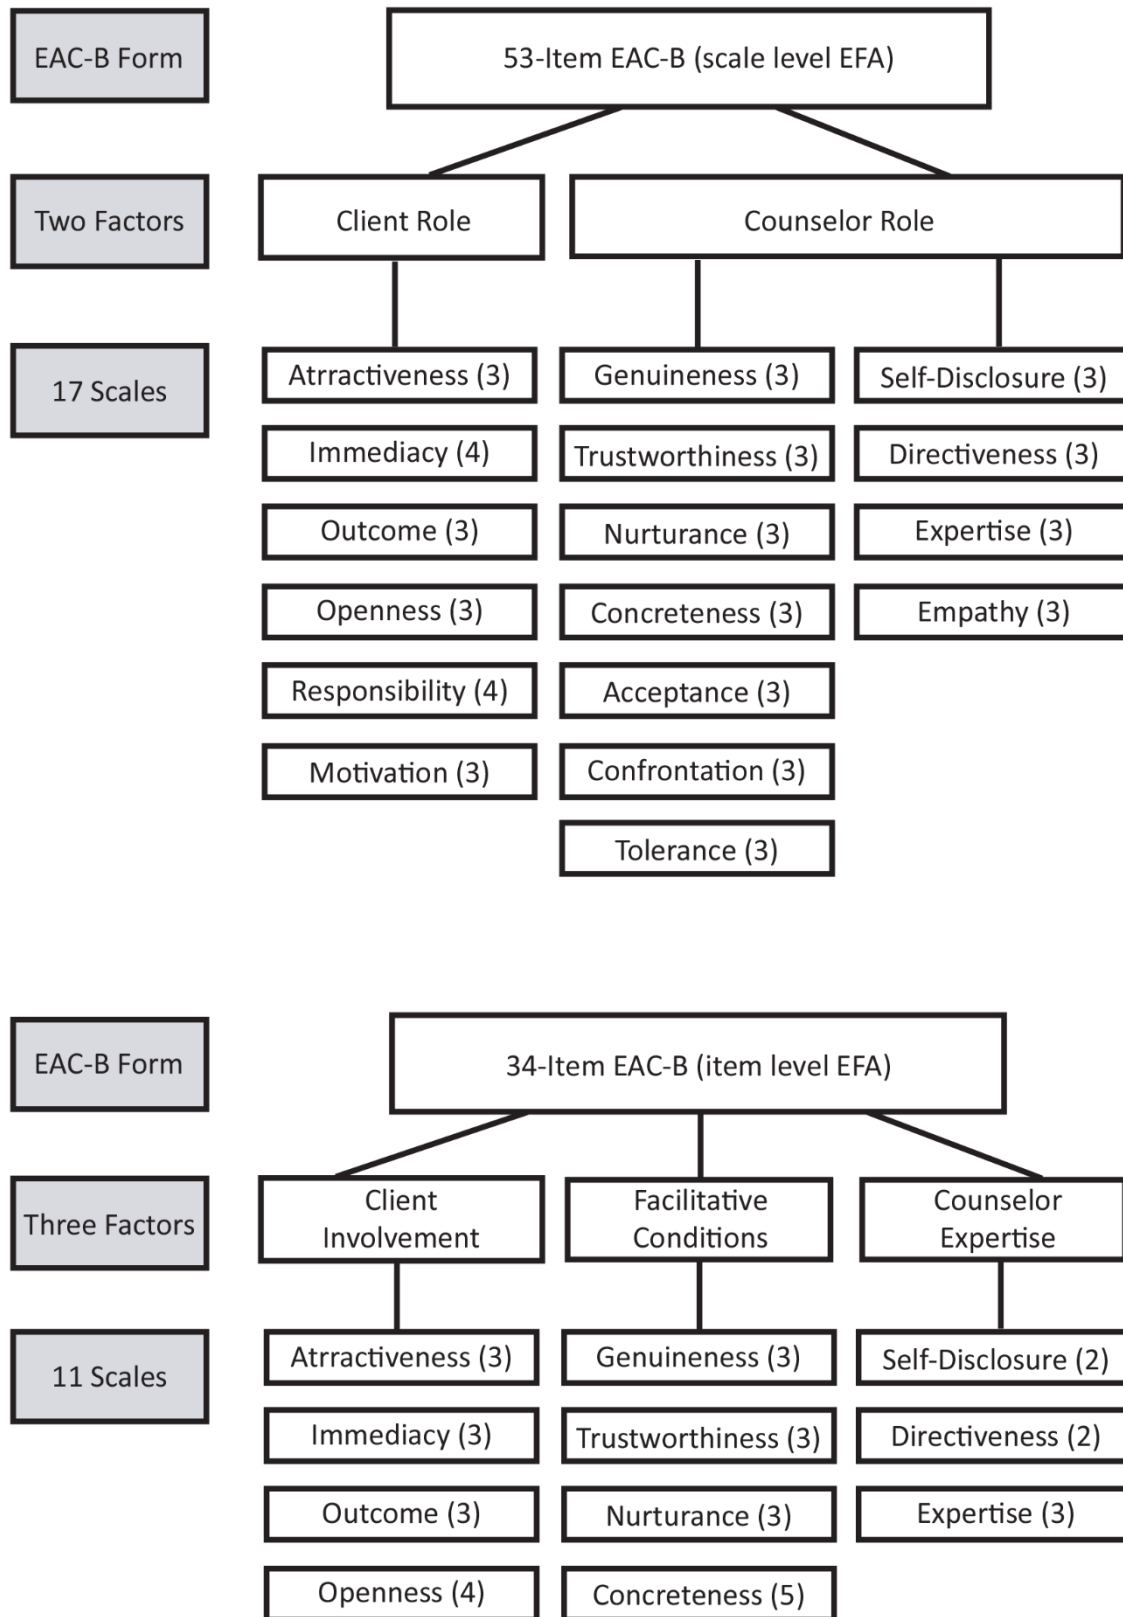 EAC-B Form
53-Item EAC-B (scale level EFA)
Two Factors
Client Role
Counselor Role
17 Scales
Atrractiveness (3)
Genuineness (3)
Self-Disclosure (3)
Immediacy (4)
Trustworthiness (3)
Directiveness (3)
Outcome (3)
Nurturance (3)
Expertise (3)
Openness (3)
Concreteness (3)
Empathy (3)
Responsibility (4)
Acceptance (3)
Motivation (3)
Confrontation (3)
Tolerance (3)
EAC-B Form
34-Item EAC-B (item level EFA)
Three Factors
Client
Involvement
Facilitative
Conditions
Counselor
Expertise
11 Scales
Atrractiveness (3)
Genuineness (3)
Self-Disclosure (2)
Immediacy (3)
Trustworthiness (3)
Directiveness (2)
Outcome (3)
Nurturance (3)
Expertise (3)
Openness (4)
Concreteness (5)